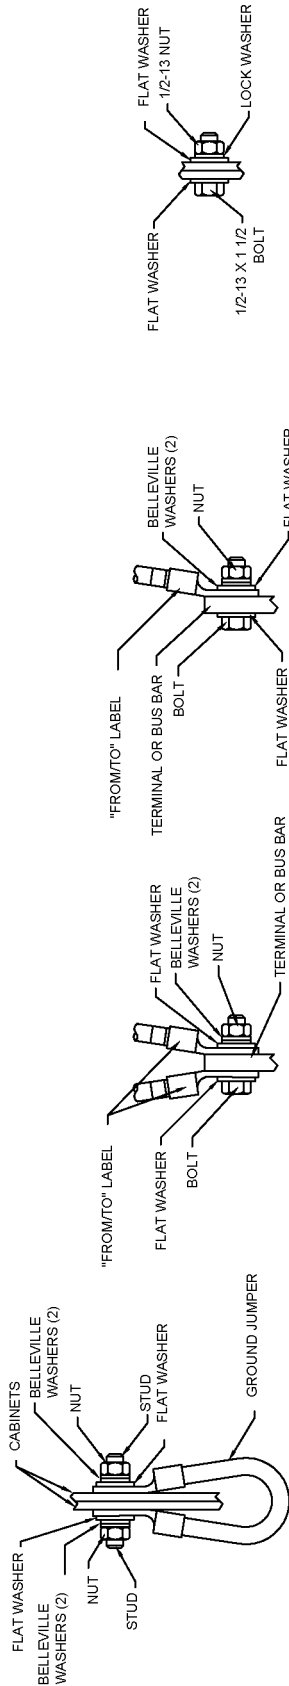 FLAT WASHER
1/2-13 NUT
FLAT WASHER
LOCK WASHER
1/2-13 X 1 1/2
BOLT
BELLEVILLE
WASHERS (2)
NUT
"FROM/TO" LABEL
TERMINAL OR BUS BAR
BOLT
FLAT WASHER
FLAT WASHER
FLAT WASHER
BELLEVILLE
WASHERS (2)
NUT
"FROM/TO" LABEL
FLAT WASHER
BOLT
TERMINAL OR BUS BAR
CABINETS
BELLEVILLE
WASHERS (2)
NUT
STUD
FLAT WASHER
FLAT WASHER
BELLEVILLE
WASHERS (2)
NUT
STUD
GROUND JUMPER